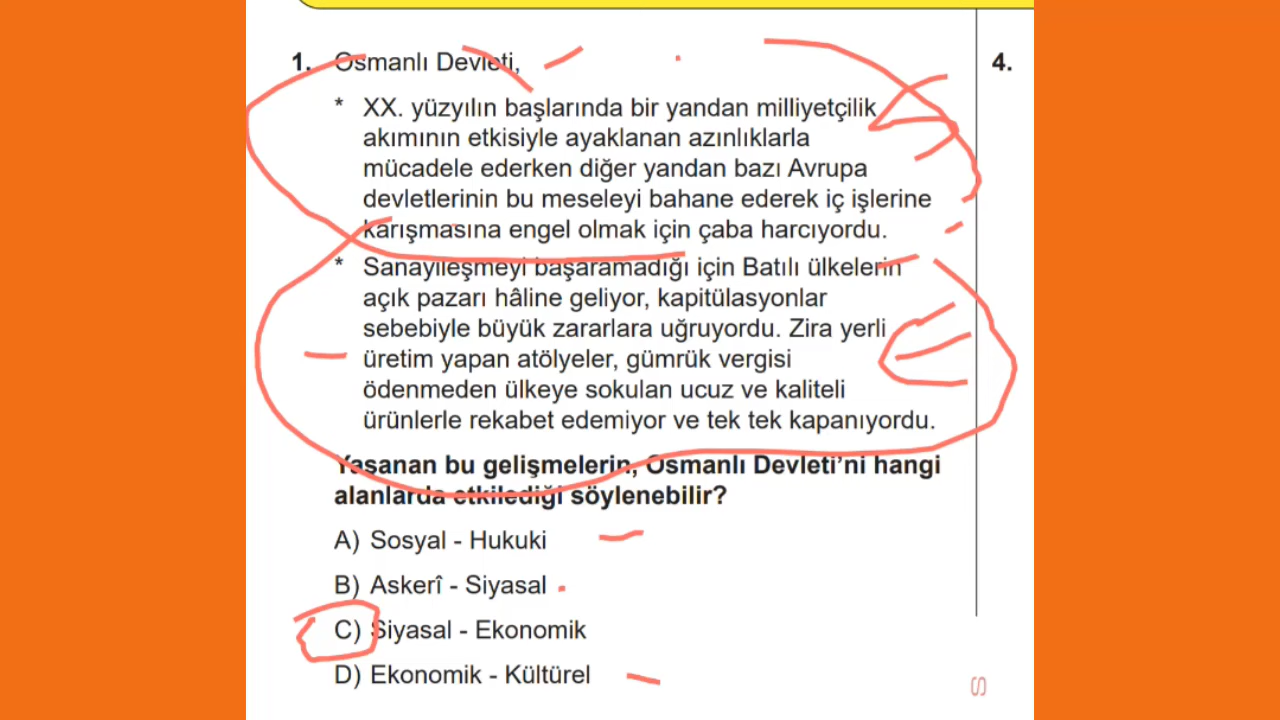 1. Osmanlı Devleti,
* XX. yüzyılın başlarında bir yandan milliyetçilik
akımının etkisiyle ayaklanan azınlıklarla
mücadele ederken diğer yandan bazı Avrupa
devletlerinin bu meseleyi bahane ederek iç işlerine
karışmasına engel olmak için çaba harcıyordu.
* Sanayileşmeyi başaramadığı için Batılı ülkelerin
açık pazarı hâline geliyor, kapitülasyonlar
sebebiyle büyük zararlara uğruyordu. Zira yerli
üretim yapan atölyeler, gümrük vergisi
ödenmeden ülkeye sokulan ucuz ve kaliteli
ürünlerle rekabet edemiyor ve tek tek kapanıyordu.
Yaşanan bu gelişmelerin, Osmanlı Devleti’ni hangi
alanlarda etkilediği söylenebilir?
A) Sosyal - Hukuki
B) Askerî - Siyasal
C) Siyasal - Ekonomik
D) Ekonomik - Kültürel
4.
S